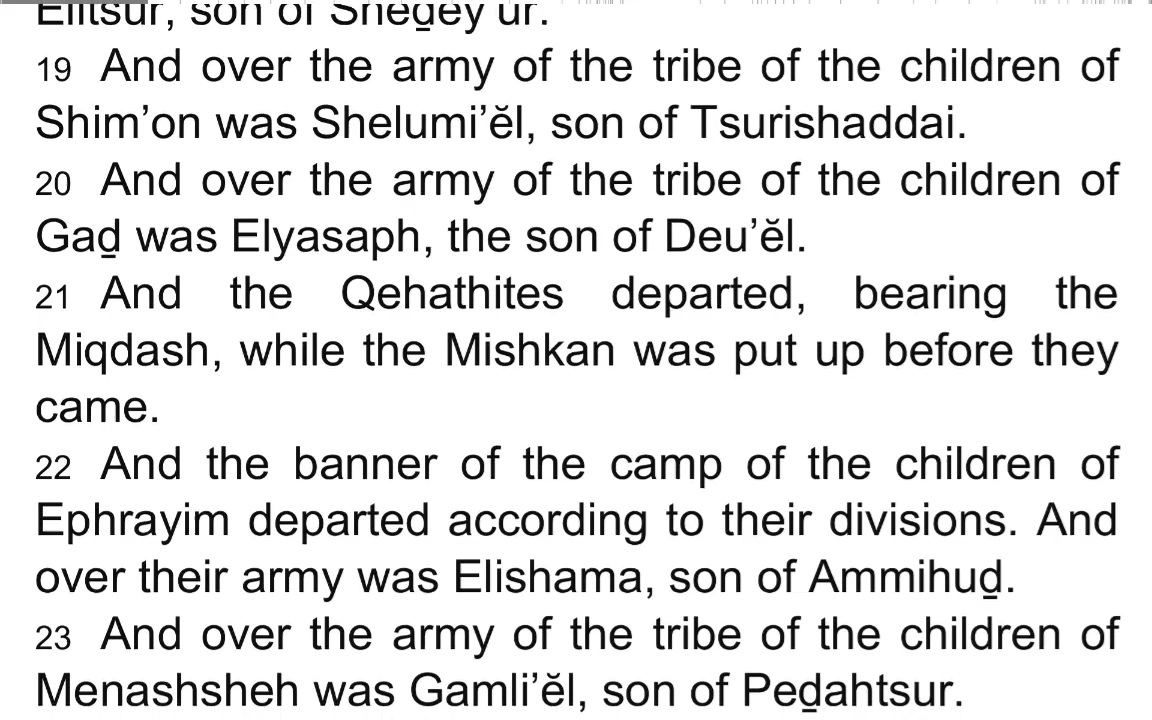 Elitsur, son of Sheḏey'ur.
19 And over the army of the tribe of the children of
Shim’on was Shelumi’ĕl, son of Tsurishaddai.
20 And over the army of the tribe of the children of
Gaḏ was Elyasaph, the son of Deu’ĕl.
21 And the Qehathites departed, bearing the
Miqdash, while the Mishkan was put up before they
came.
22 And the banner of the camp of the children of
Ephrayim departed according to their divisions. And
over their army was Elishama, son of Ammihuḏ.
23 And over the army of the tribe of the children of
Menashsheh was Gamli’ĕl, son of Peḏahtsur.